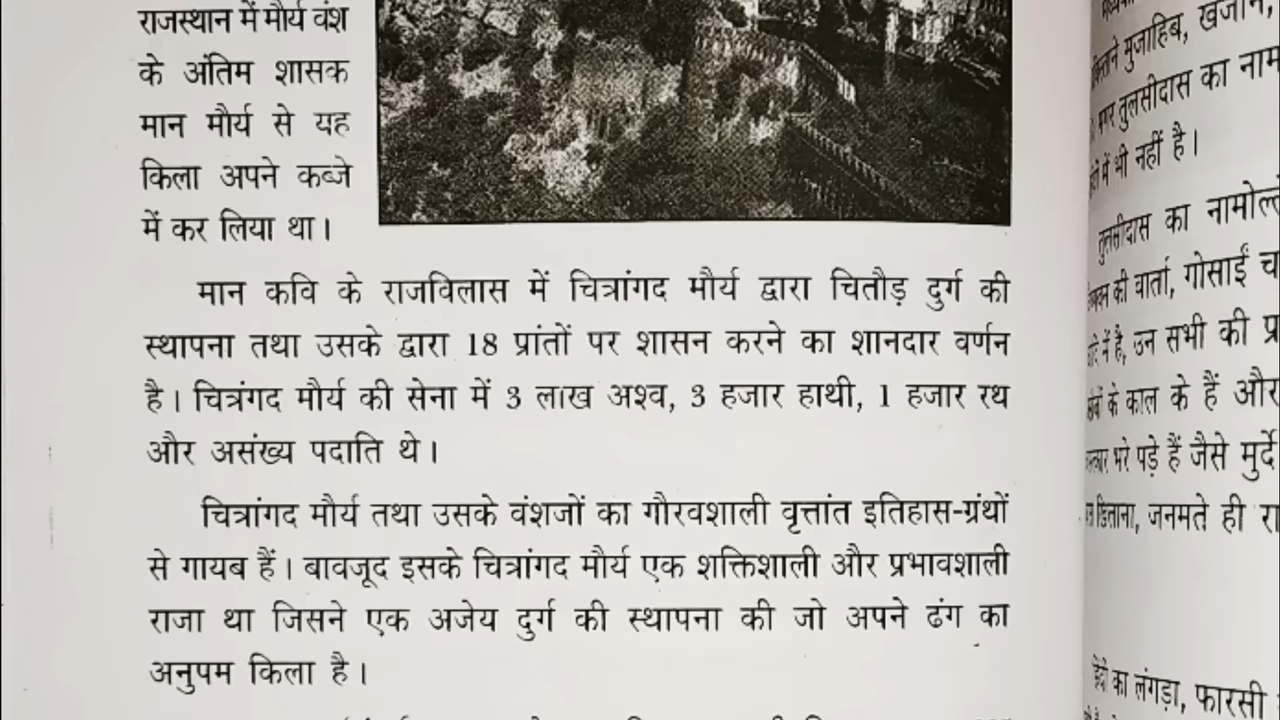 राजस्थान में मौर्य वंश
के अंतिम शासक
मान मौर्य से यह
किला अपने कब्जे
में कर लिया था।
मान कवि के राजविलास में चित्रांगद मौर्य द्वारा चितौड़ दुर्ग की
स्थापना तथा उसके द्वारा 18 प्रांतों पर शासन करने का शानदार वर्णन
है। चित्रंगद मौर्य की सेना में 3 लाख अश्व, 3 हजार हाथी, 1 हजार रथ
और असंख्य पदाति थे।
चित्रांगद मौर्य तथा उसके वंशजों का गौरवशाली वृत्तांत इतिहास-ग्रंथों
से गायब हैं। बावजूद इसके चित्रांगद मौर्य एक शक्तिशाली और प्रभावशाली
राजा था जिसने एक अजेय दुर्ग की स्थापना की जो अपने ढंग का
अनुपम किला है।
मुजाहिब, खजाने,
मगर तुलसीदास का नाम
में भी नहीं है।
तुलसीदास का
की वार्ता, गोसाईं
में है, उन सभी की
के काल के हैं और
भरे पड़े हैं जैसे मुर्दे
जनमते ही
का लंगड़ा, फारसी